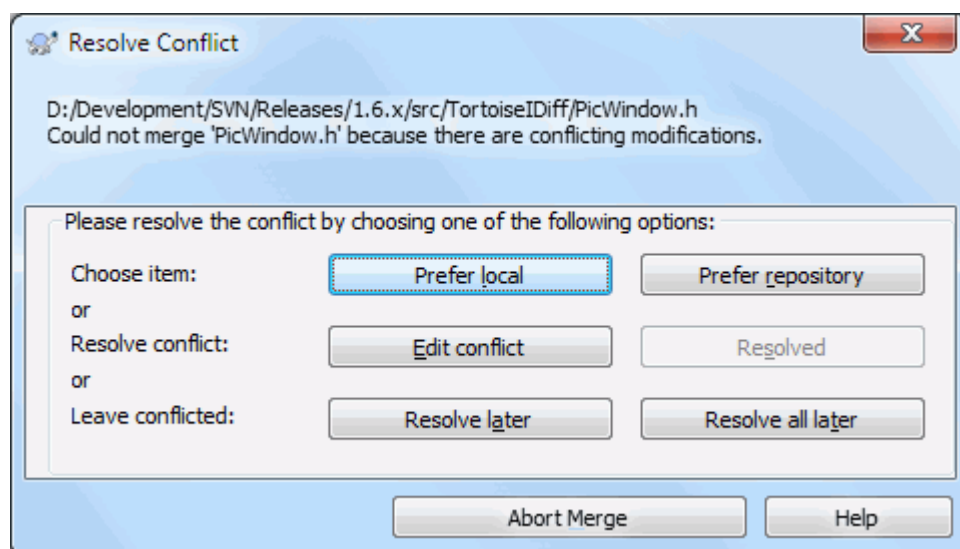 Resolve Conflict
D:/Development/SVN/Releases/1.6.x/src/TortoiseIDiff/PicWindow.h
Could not merge 'PicWindow.h' because there are conflicting modifications.
Please resolve the conflict by choosing one of the following options:
Choose item: Prefer local Prefer repository
or
Resolve conflict: Edit conflict Resolved
or
Leave conflicted: Resolve later Resolve all later
Abort Merge Help